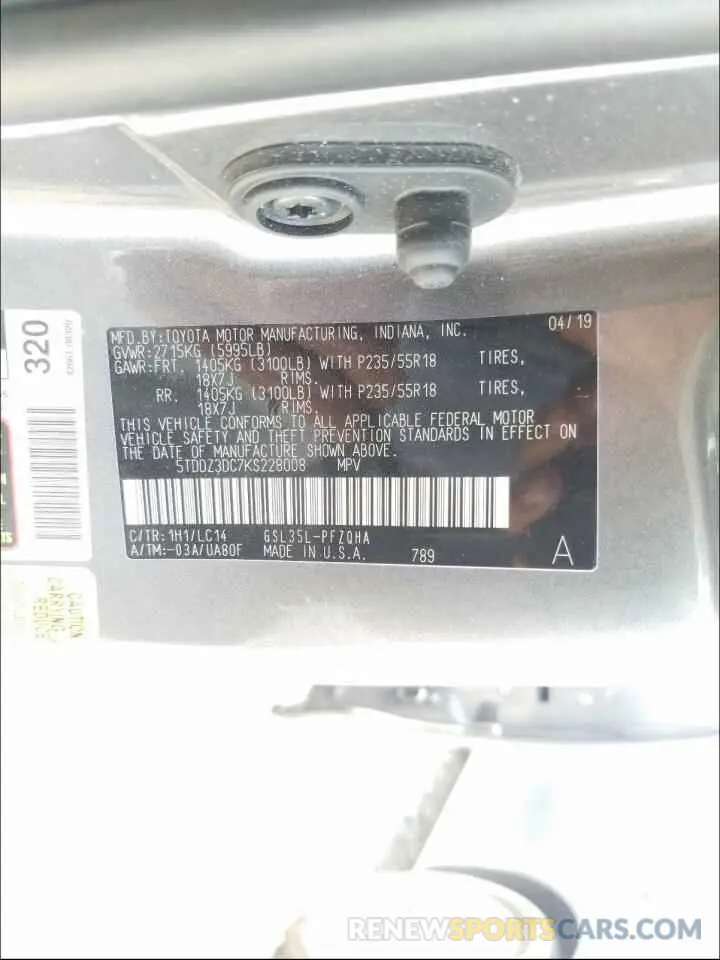 MFD.BY:TOYOTA MOTOR MANUFACTURING, INDIANA, INC. 04/19
GVWR:2715KG (5995LB)
GAWR:FRT. 1405KG (3100LB) WITH P235/55R18 TIRES,
18X7J RIMS.
RR. 1405KG (3100LB) WITH P235/55R18 TIRES,
18X7J RIMS.
THIS VEHICLE CONFORMS TO ALL APPLICABLE FEDERAL MOTOR
VEHICLE SAFETY AND THEFT PREVENTION STANDARDS IN EFFECT ON
THE DATE OF MANUFACTURE SHOWN ABOVE.
5TDDZ3DC7KS228008 MPV
C/TR:1H1/LC14 GSL35L-PFZQHA
A/TM:-03A/UA80F MADE IN U.S.A. 789 A
320
CAUTION
CARRYING
REDUCE
RENEWSPORTSCARS.COM